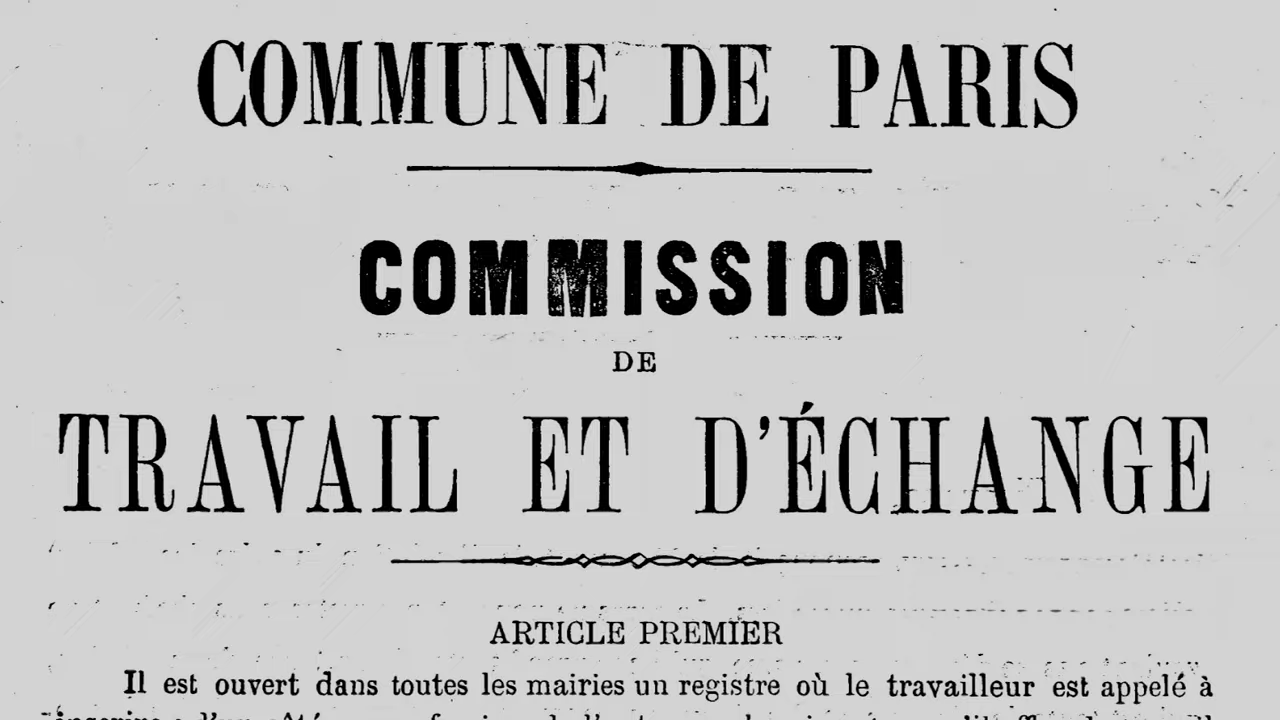 COMMUNE DE PARIS
COMMISSION
DE
TRAVAIL ET D'ÉCHANGE
ARTICLE PREMIER
Il est ouvert dans toutes les mairies un registre où le travailleur est appelé à